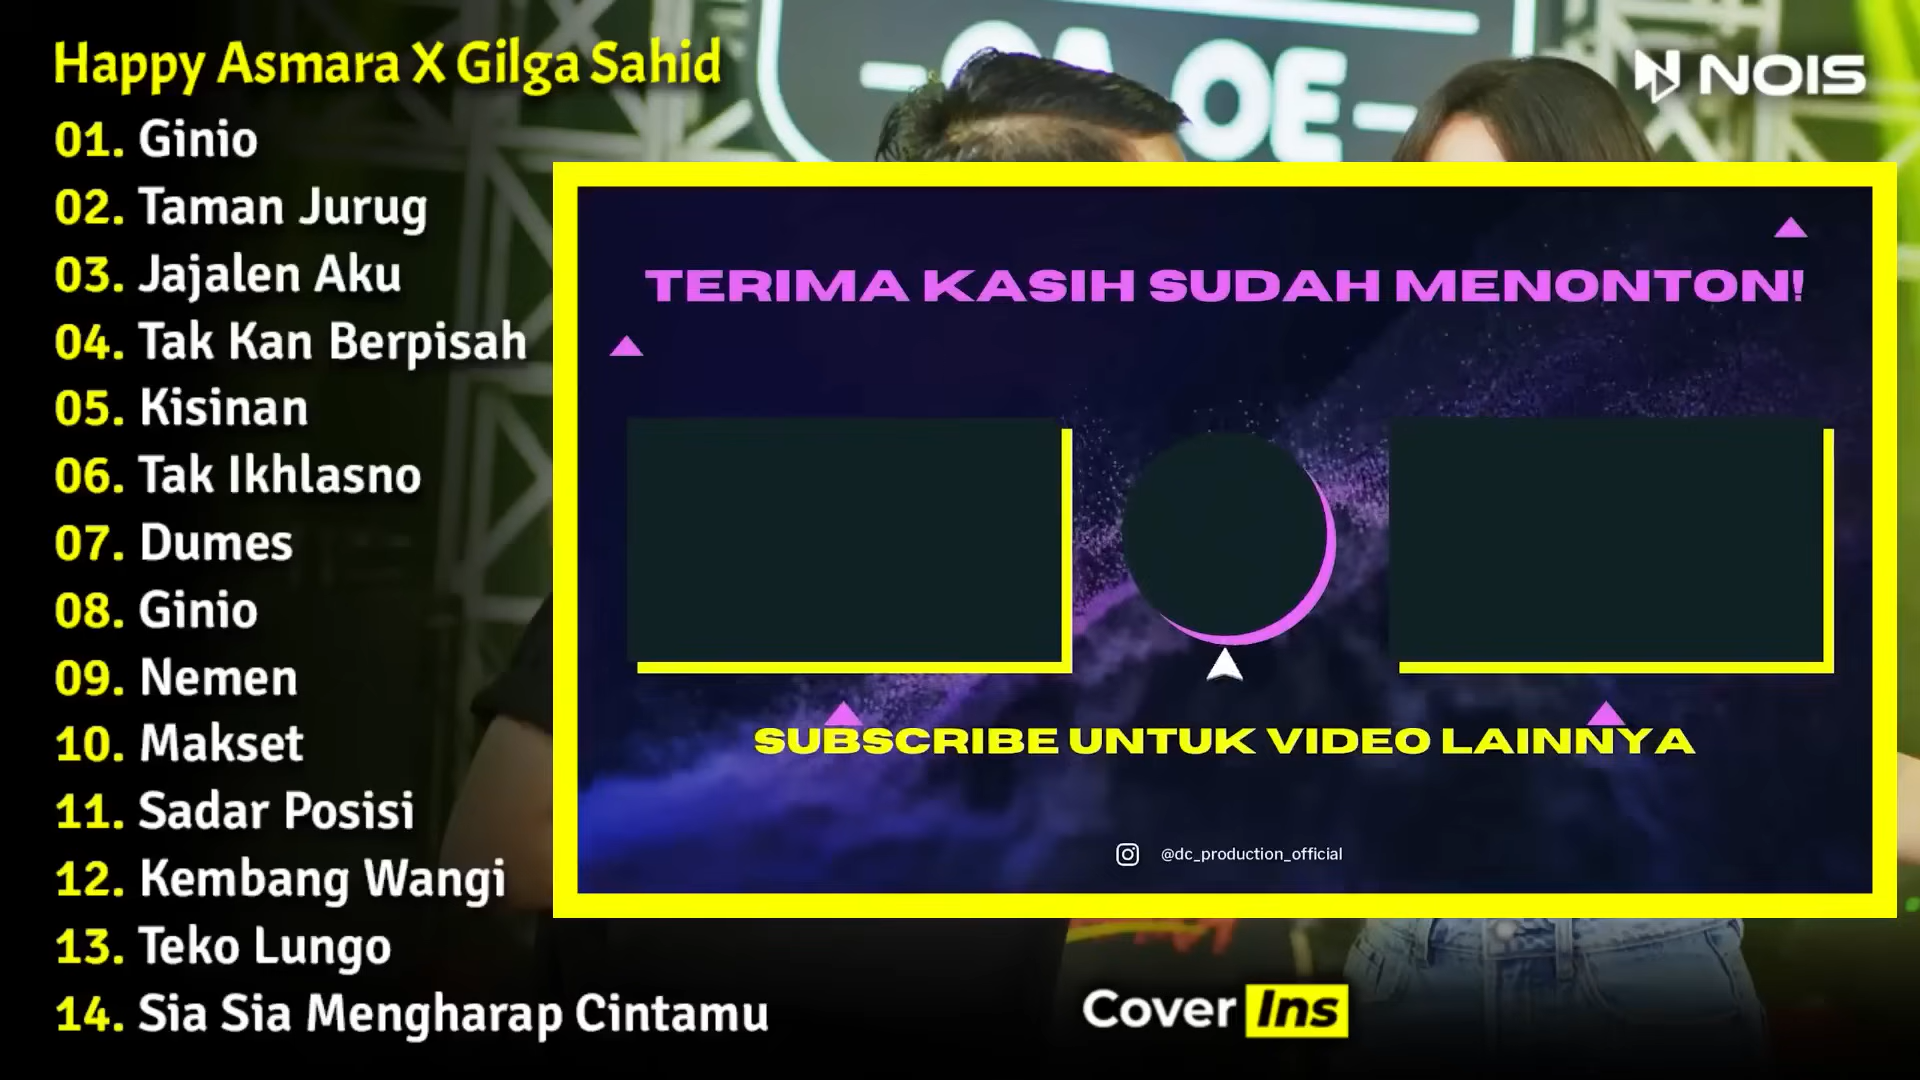 Happy Asmara X Gilga Sahid
01. Ginio
02. Taman Jurug
03. Jajalen Aku
04. Tak Kan Berpisah
05. Kisinan
06. Tak Ikhlasno
07. Dumes
08. Ginio
09. Nemen
10. Makset
11. Sadar Posisi
12. Kembang Wangi
13. Teko Lungo
14. Sia Sia Mengharap Cintamu
OE
NOIS
TERIMA KASIH SUDAH MENONTON!
SUBSCRIBE UNTUK VIDEO LAINNYA
@dc_production_official
Cover Ins